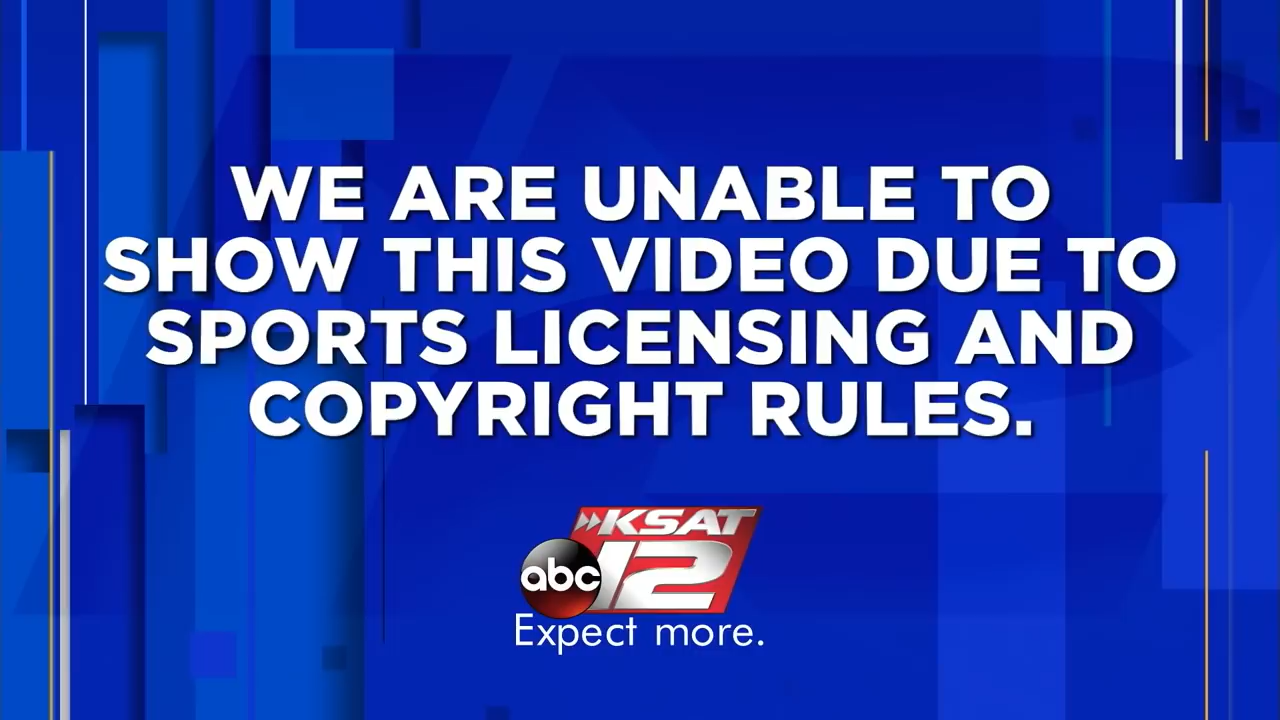 WE ARE UNABLE TO
SHOW THIS VIDEO DUE TO
SPORTS LICENSING AND
COPYRIGHT RULES.
KSAT
abc 12
Expect more.